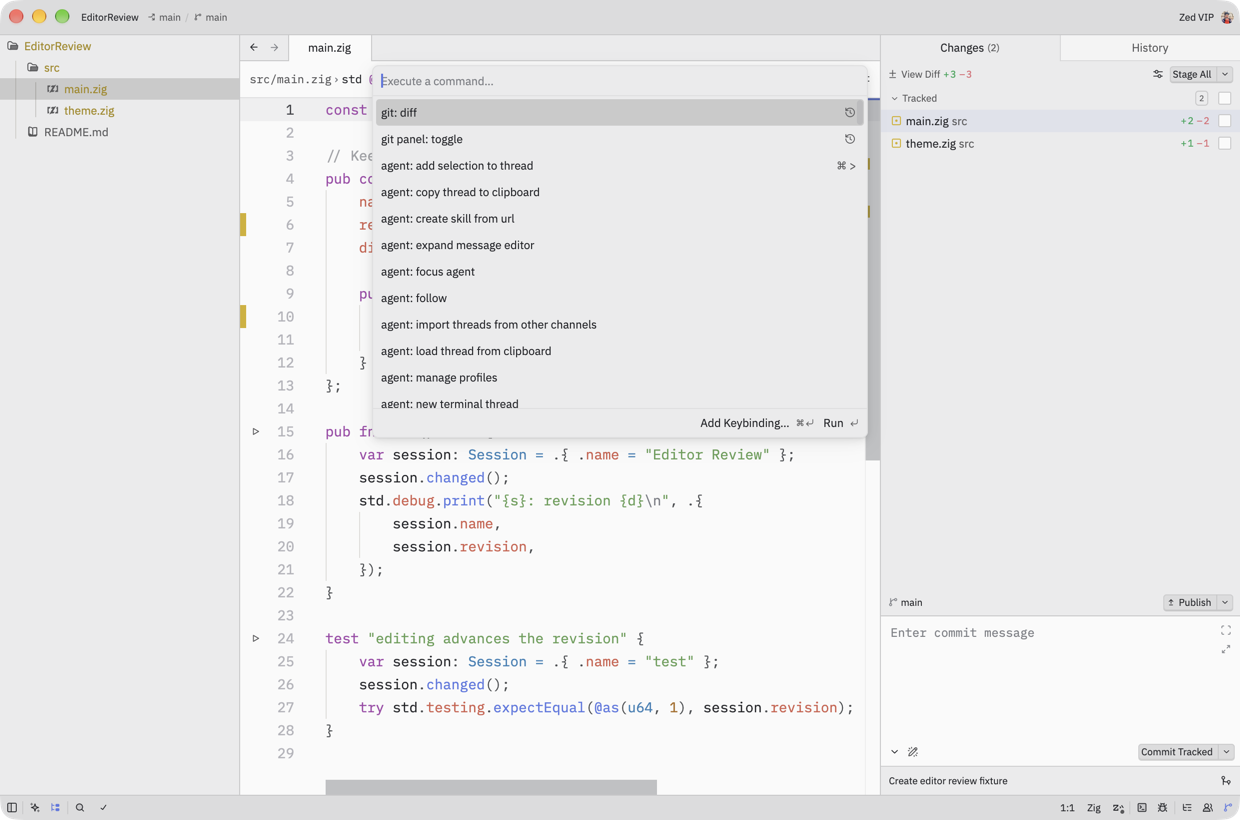 EditorReview main / main
Zed VIP
EditorReview
src
main.zig
theme.zig
README.md
main.zig
src/main.zig › std
Execute a command...
git: diff
git panel: toggle
agent: add selection to thread ⌘ >
agent: copy thread to clipboard
agent: create skill from url
agent: expand message editor
agent: focus agent
agent: follow
agent: import threads from other channels
agent: load thread from clipboard
agent: manage profiles
agent: new terminal thread
Add Keybinding... ⌘↵ Run ↵
1 const
2
3 // Kee
4 pub co
5 na
6 re
7 di
8
9 pu
10
11
12 }
13 };
14
15 pub fn
16 var session: Session = .{ .name = "Editor Review" };
17 session.changed();
18 std.debug.print("{s}: revision {d}\n", .{
19 session.name,
20 session.revision,
21 });
22 }
23
24 test "editing advances the revision" {
25 var session: Session = .{ .name = "test" };
26 session.changed();
27 try std.testing.expectEqual(@as(u64, 1), session.revision);
28 }
29
Changes (2) History
View Diff +3 −3 Stage All
Tracked 2
main.zig src +2 −2
theme.zig src +1 −1
main Publish
Enter commit message
Commit Tracked
Create editor review fixture
1:1 Zig